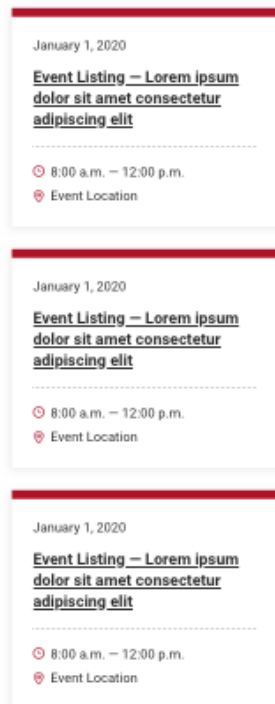 January 1, 2020
Event Listing — Lorem ipsum
dolor sit amet consectetur
adipiscing elit
8:00 a.m. — 12:00 p.m.
Event Location
January 1, 2020
Event Listing — Lorem ipsum
dolor sit amet consectetur
adipiscing elit
8:00 a.m. — 12:00 p.m.
Event Location
January 1, 2020
Event Listing — Lorem ipsum
dolor sit amet consectetur
adipiscing elit
8:00 a.m. — 12:00 p.m.
Event Location